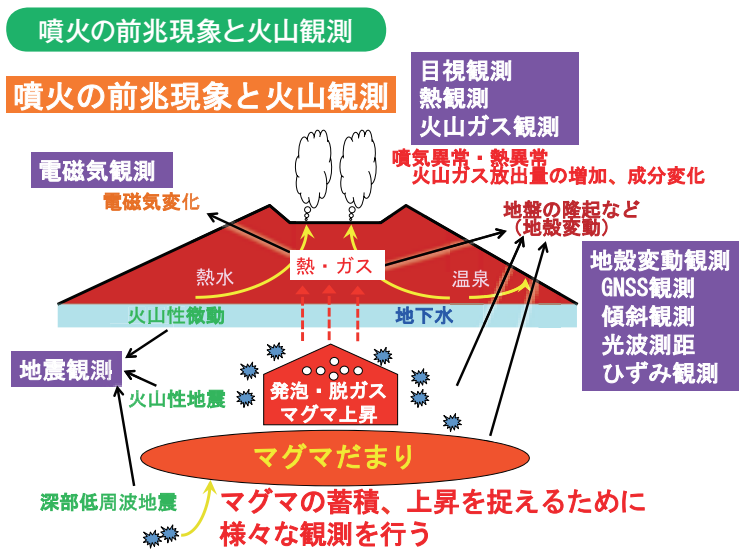 噴火の前兆現象と火山観測
噴火の前兆現象と火山観測
目視観測
熱観測
火山ガス観測
電磁気観測
電磁気変化
噴気異常・熱異常
火山ガス放出量の増加、成分変化
地盤の隆起など
（地殻変動）
熱・ガス
熱水
温泉
地殻変動観測
GNSS観測
傾斜観測
光波測距
ひずみ観測
火山性微動
地下水
地震観測
火山性地震
発泡・脱ガス
マグマ上昇
マグマだまり
深部低周波地震
マグマの蓄積、上昇を捉えるために
様々な観測を行う